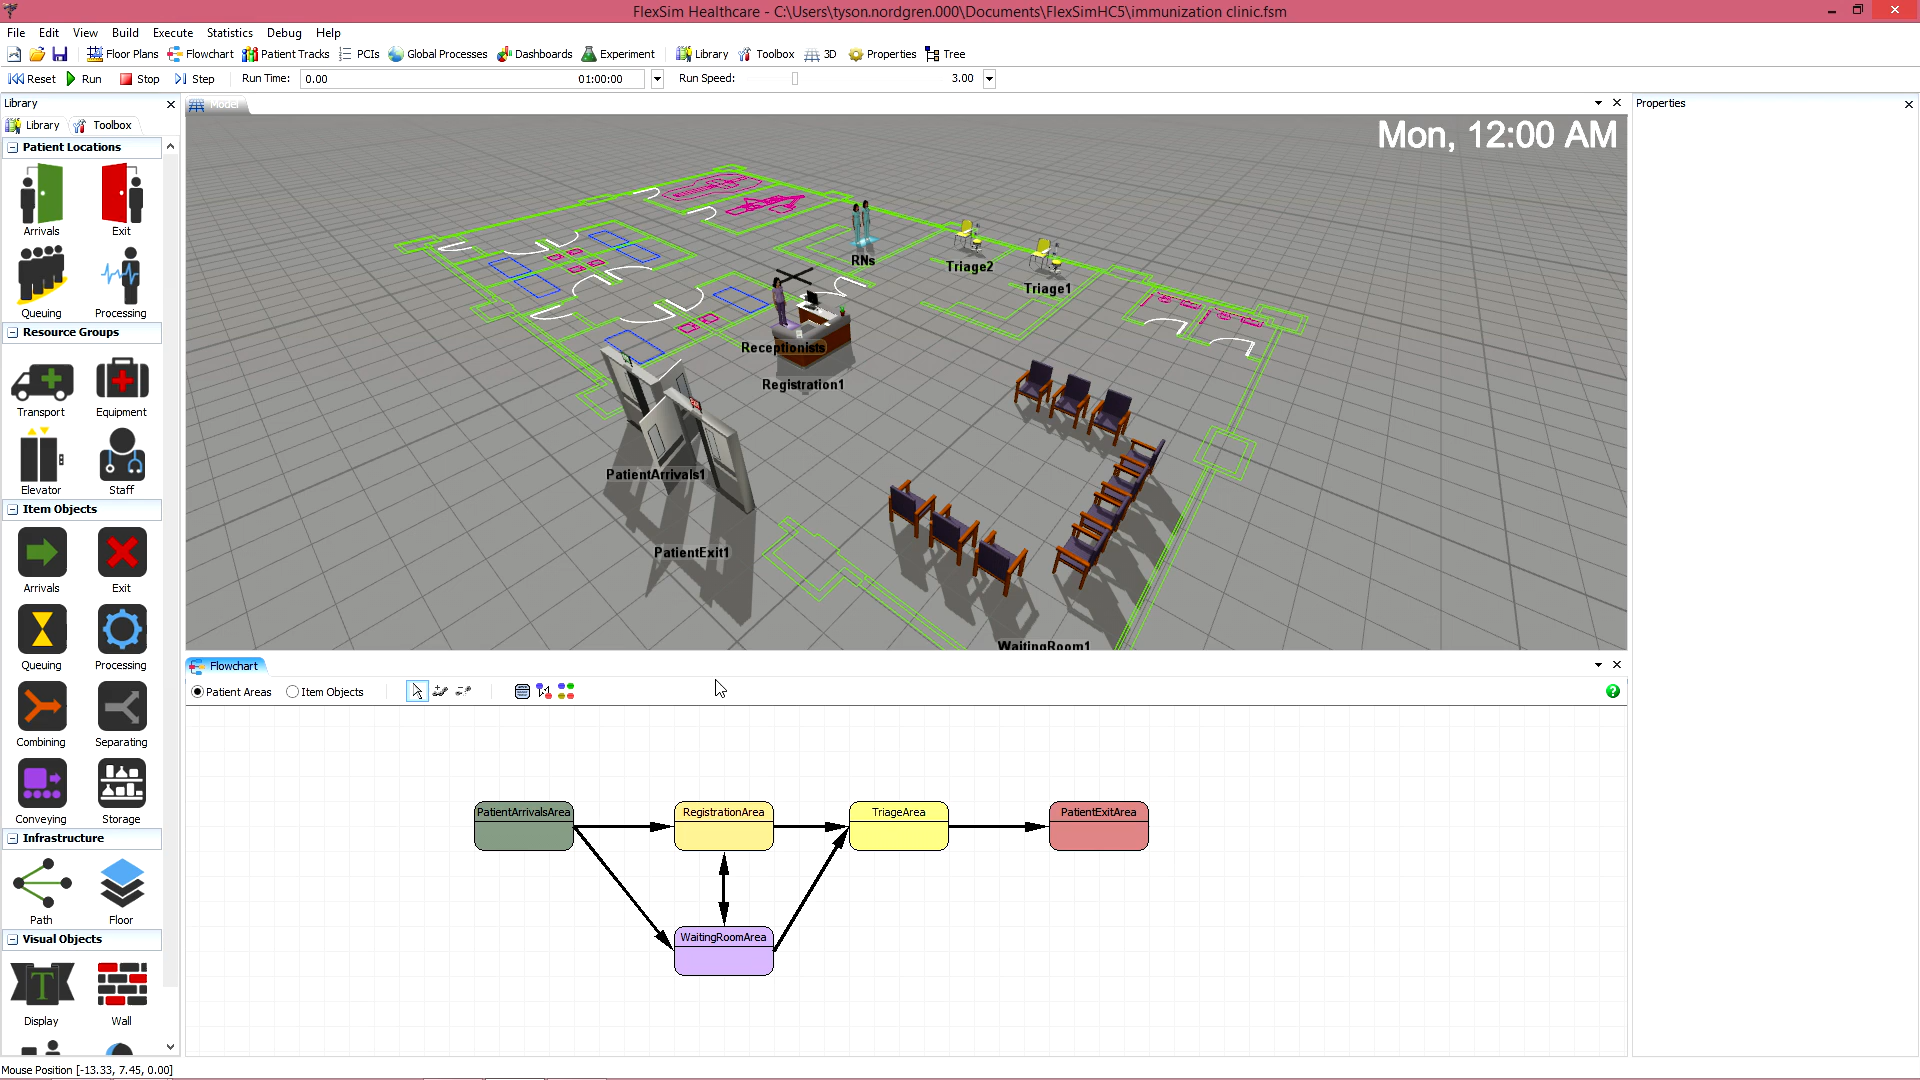 FlexSim Healthcare - C:\Users\tyson.nordgren.000\Documents\FlexSimHC5\immunization clinic.fsm
File Edit View Build Execute Statistics Debug Help
Floor Plans Flowchart Patient Tracks PCIs Global Processes Dashboards Experiment Library Toolbox 3D Properties Tree
Reset Run Stop Step Run Time: 0.00 01:00:00 Run Speed: 3.00
Library
Library Toolbox
Patient Locations
Arrivals Exit
Queuing Processing
Resource Groups
Transport Equipment
Elevator Staff
Item Objects
Arrivals Exit
Queuing Processing
Combining Separating
Conveying Storage
Infrastructure
Path Floor
Visual Objects
T
Display Wall
Model
Mon, 12:00 AM
RNs
Triage2
Triage1
Receptionists
Registration1
PatientArrivals1
PatientExit1
WaitingRoom1
Flowchart
Patient Areas Item Objects
?
PatientArrivalsArea RegistrationArea TriageArea PatientExitArea
WaitingRoomArea
Properties
Mouse Position [-13.33, 7.45, 0.00]